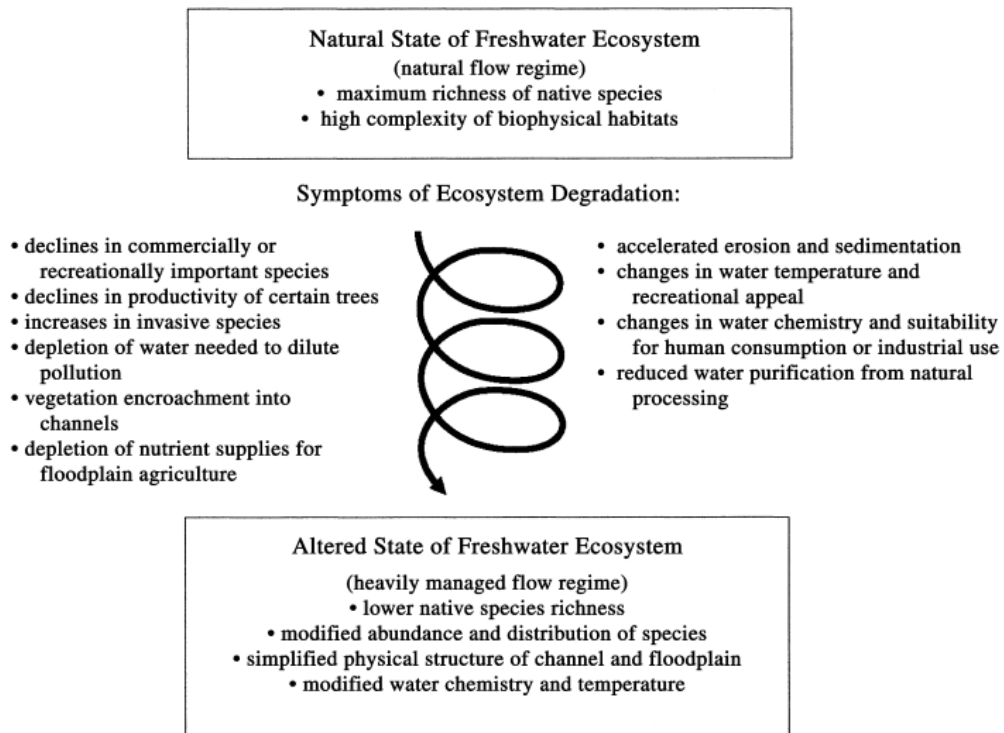 Natural State of Freshwater Ecosystem
(natural flow regime)
• maximum richness of native species
• high complexity of biophysical habitats
Symptoms of Ecosystem Degradation:
• declines in commercially or
recreationally important species
• declines in productivity of certain trees
• increases in invasive species
• depletion of water needed to dilute
pollution
• vegetation encroachment into
channels
• depletion of nutrient supplies for
floodplain agriculture
• accelerated erosion and sedimentation
• changes in water temperature and
recreational appeal
• changes in water chemistry and suitability
for human consumption or industrial use
• reduced water purification from natural
processing
Altered State of Freshwater Ecosystem
(heavily managed flow regime)
• lower native species richness
• modified abundance and distribution of species
• simplified physical structure of channel and floodplain
• modified water chemistry and temperature